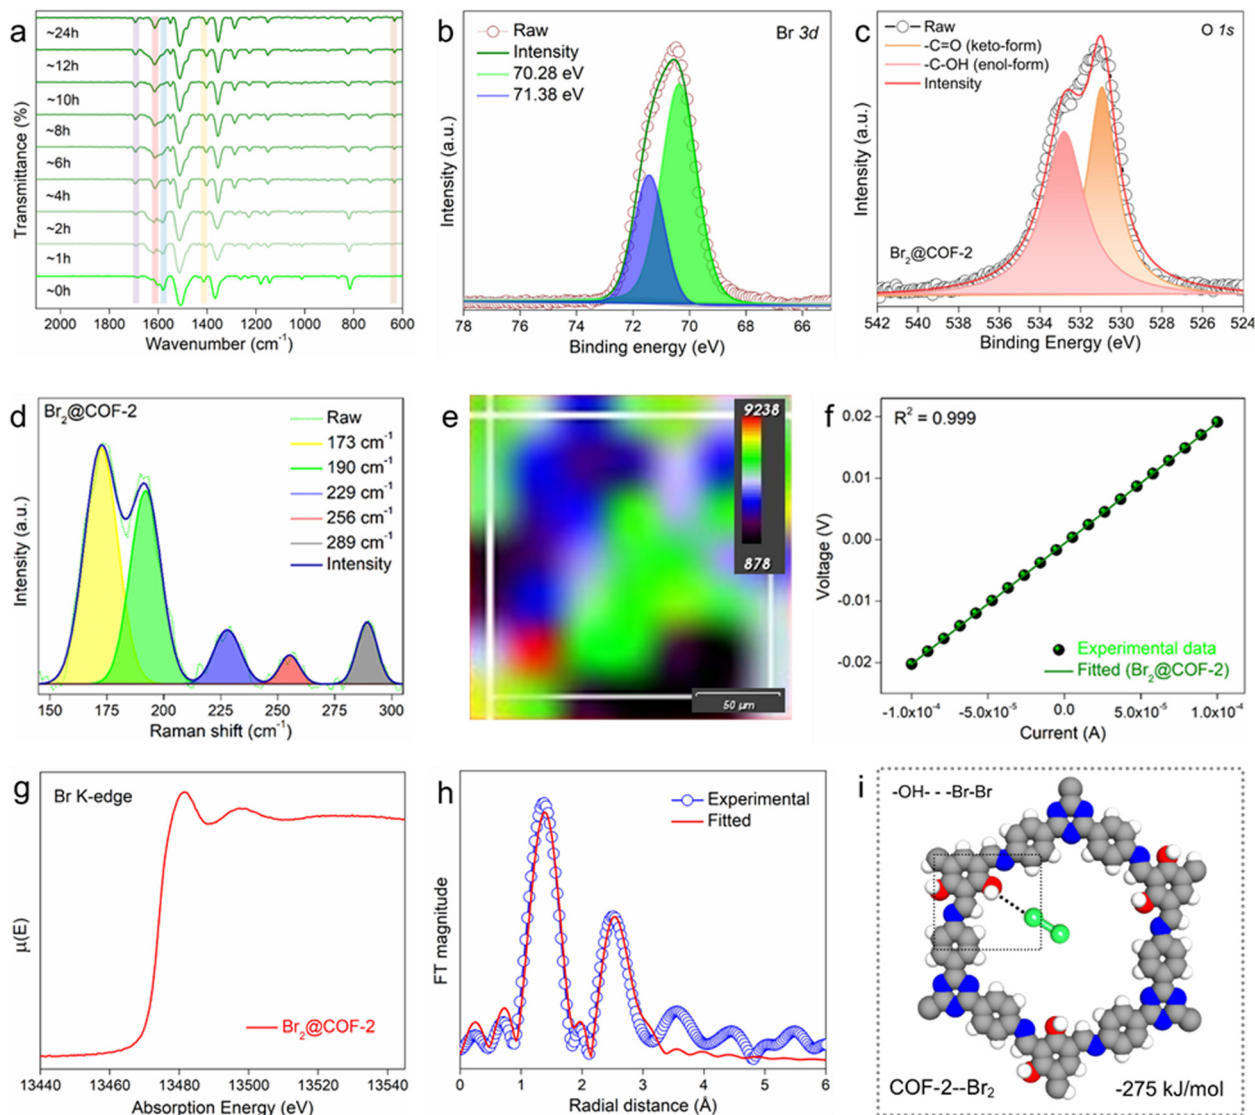 a
~24h
~12h
~10h
~8h
~6h
~4h
~2h
~1h
~0h
Transmittance (%)
2000 1800 1600 1400 1200 1000 800 600
Wavenumber (cm⁻¹)
b
Raw
Intensity
70.28 eV
71.38 eV
Br 3d
Intensity (a.u.)
78 76 74 72 70 68 66
Binding energy (eV)
c
Raw
-C=O (keto-form)
-C-OH (enol-form)
Intensity
O 1s
Br₂@COF-2
Intensity (a.u.)
542 540 538 536 534 532 530 528 526 524
Binding Energy (eV)
d
Br₂@COF-2
Raw
173 cm⁻¹
190 cm⁻¹
229 cm⁻¹
256 cm⁻¹
289 cm⁻¹
Intensity
Intensity (a.u.)
150 175 200 225 250 275 300
Raman shift (cm⁻¹)
e
9238
878
50 µm
f
R² = 0.999
0.02
0.01
0.00
-0.01
-0.02
Voltage (V)
Experimental data
Fitted (Br₂@COF-2)
-1.0x10⁻⁴ -5.0x10⁻⁵ 0.0 5.0x10⁻⁵ 1.0x10⁻⁴
Current (A)
g
Br K-edge
µ(E)
Br₂@COF-2
13440 13460 13480 13500 13520 13540
Absorption Energy (eV)
h
Experimental
Fitted
FT magnitude
0 1 2 3 4 5 6
Radial distance (Å)
i
-OH- - -Br-Br
COF-2--Br₂
-275 kJ/mol